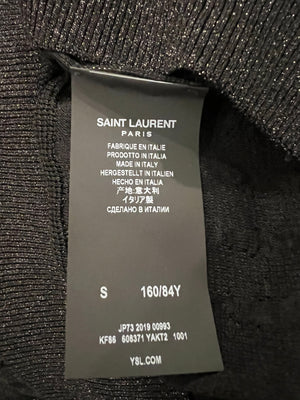 SAINT LAURENT
PARIS
FABRIQUE EN ITALIE
PRODOTTO IN ITALIA
MADE IN ITALY
HERGESTELLT IN ITALIEN
HECHO EN ITALIA
产地:意大利
イタリア製
СДЕЛАНО В ИТАЛИИ
S 160/84Y
JP73 2019 00993
KF86 608371 YAKT2 1001
YSL.COM